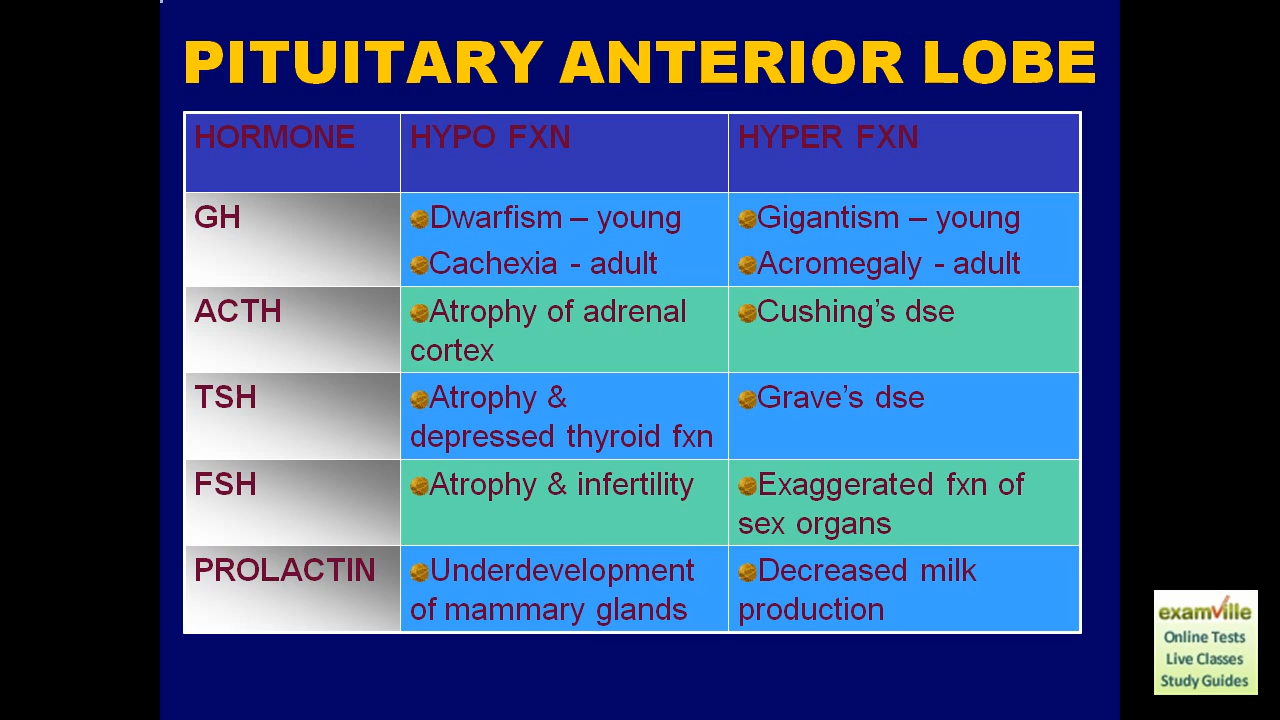 PITUITARY ANTERIOR LOBE
HORMONE HYPO FXN HYPER FXN
GH Dwarfism – young Gigantism – young
Cachexia - adult Acromegaly - adult
ACTH Atrophy of adrenal Cushing’s dse
cortex
TSH Atrophy & Grave’s dse
depressed thyroid fxn
FSH Atrophy & infertility Exaggerated fxn of
sex organs
PROLACTIN Underdevelopment Decreased milk
of mammary glands production
examville
Online Tests
Live Classes
Study Guides